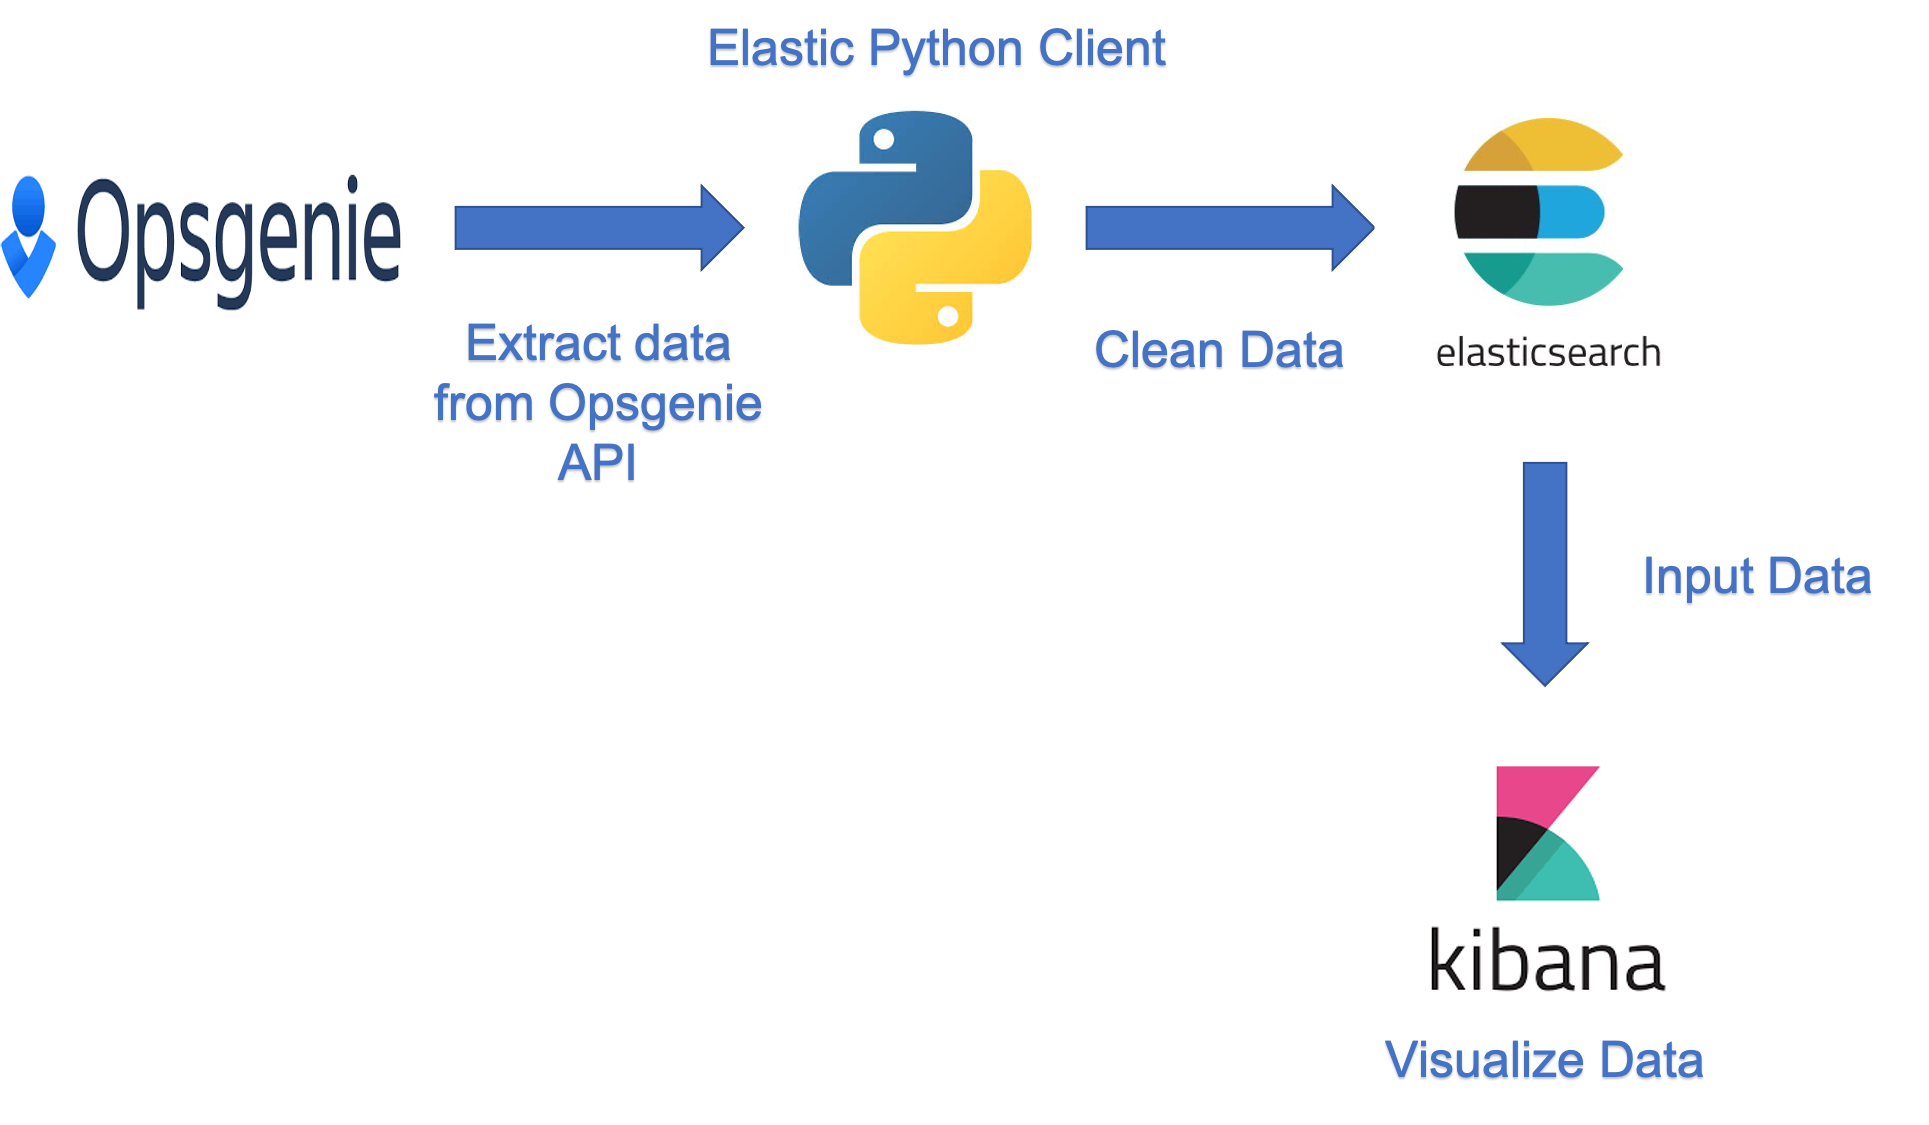 Elastic Python Client
Opsgenie
Extract data
from Opsgenie
API
Clean Data
elasticsearch
Input Data
kibana
Visualize Data